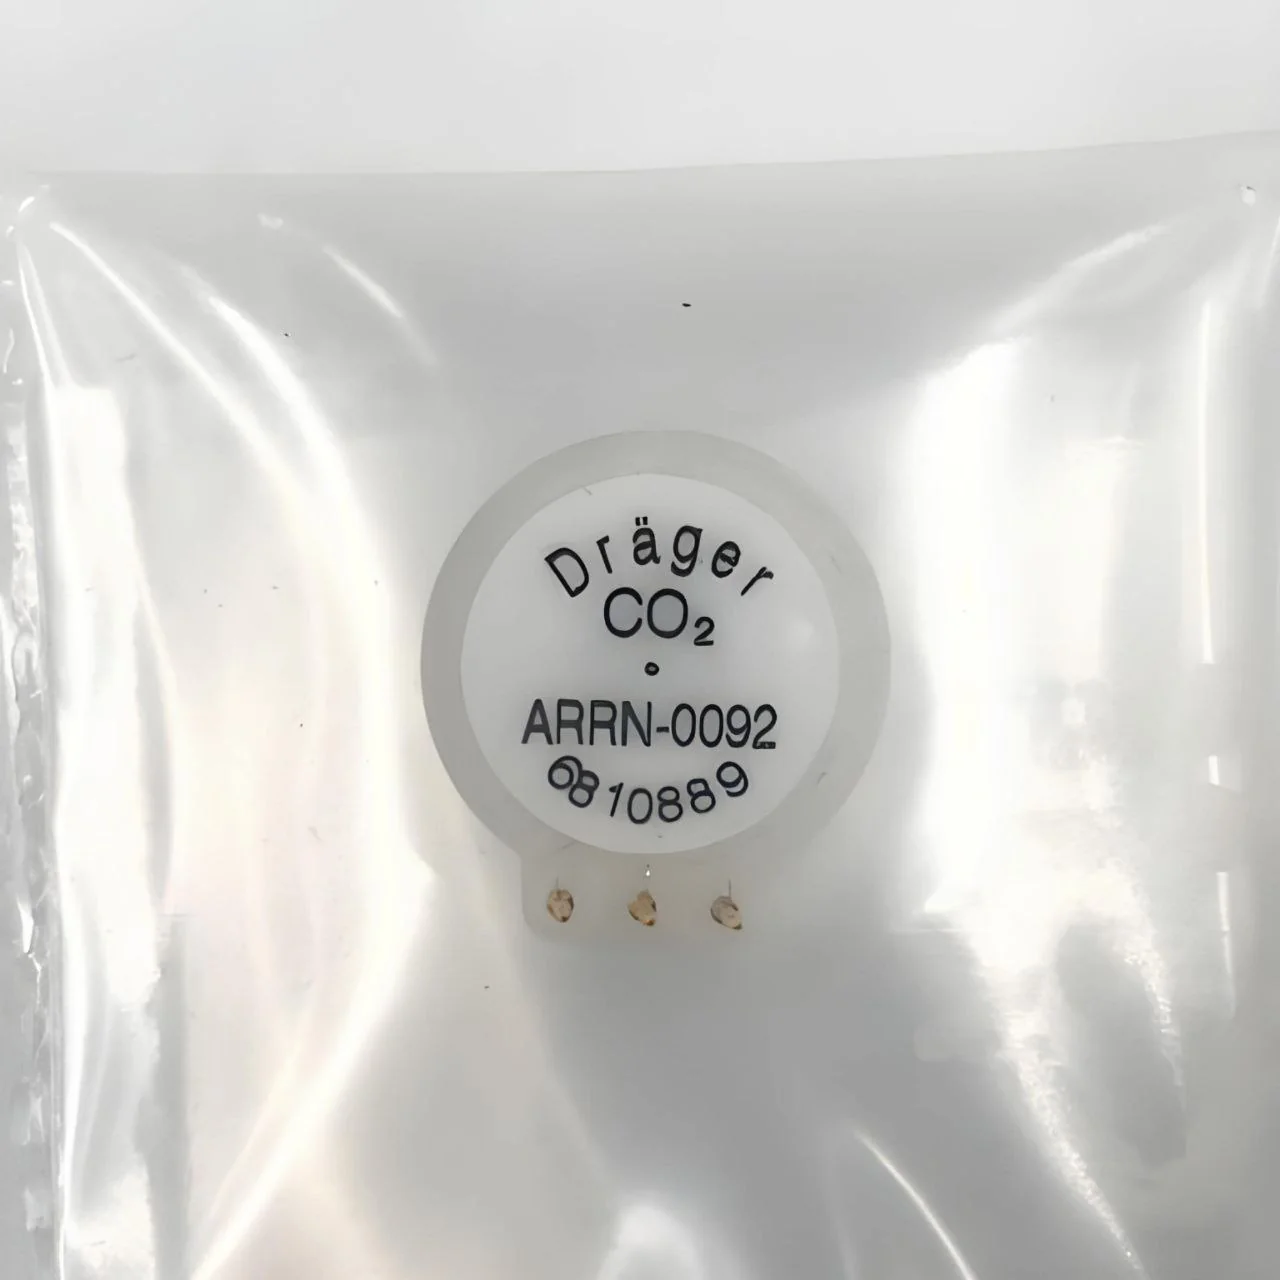 Dräger
CO₂
ARRN-0092
6810889